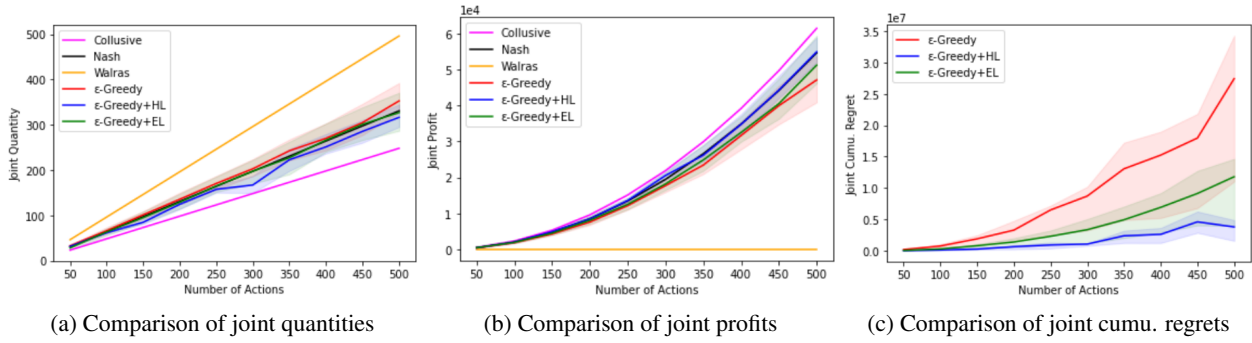 500
400
300
200
100
0
Joint Quantity
Collusive
Nash
Walras
ε-Greedy
ε-Greedy+HL
ε-Greedy+EL
50 100 150 200 250 300 350 400 450 500
Number of Actions
(a) Comparison of joint quantities
1e4
6
5
4
3
2
1
0
Joint Profit
Collusive
Nash
Walras
ε-Greedy
ε-Greedy+HL
ε-Greedy+EL
50 100 150 200 250 300 350 400 450 500
Number of Actions
(b) Comparison of joint profits
1e7
3.5
3.0
2.5
2.0
1.5
1.0
0.5
0.0
Joint Cumu. Regret
ε-Greedy
ε-Greedy+HL
ε-Greedy+EL
50 100 150 200 250 300 350 400 450 500
Number of Actions
(c) Comparison of joint cumu. regrets